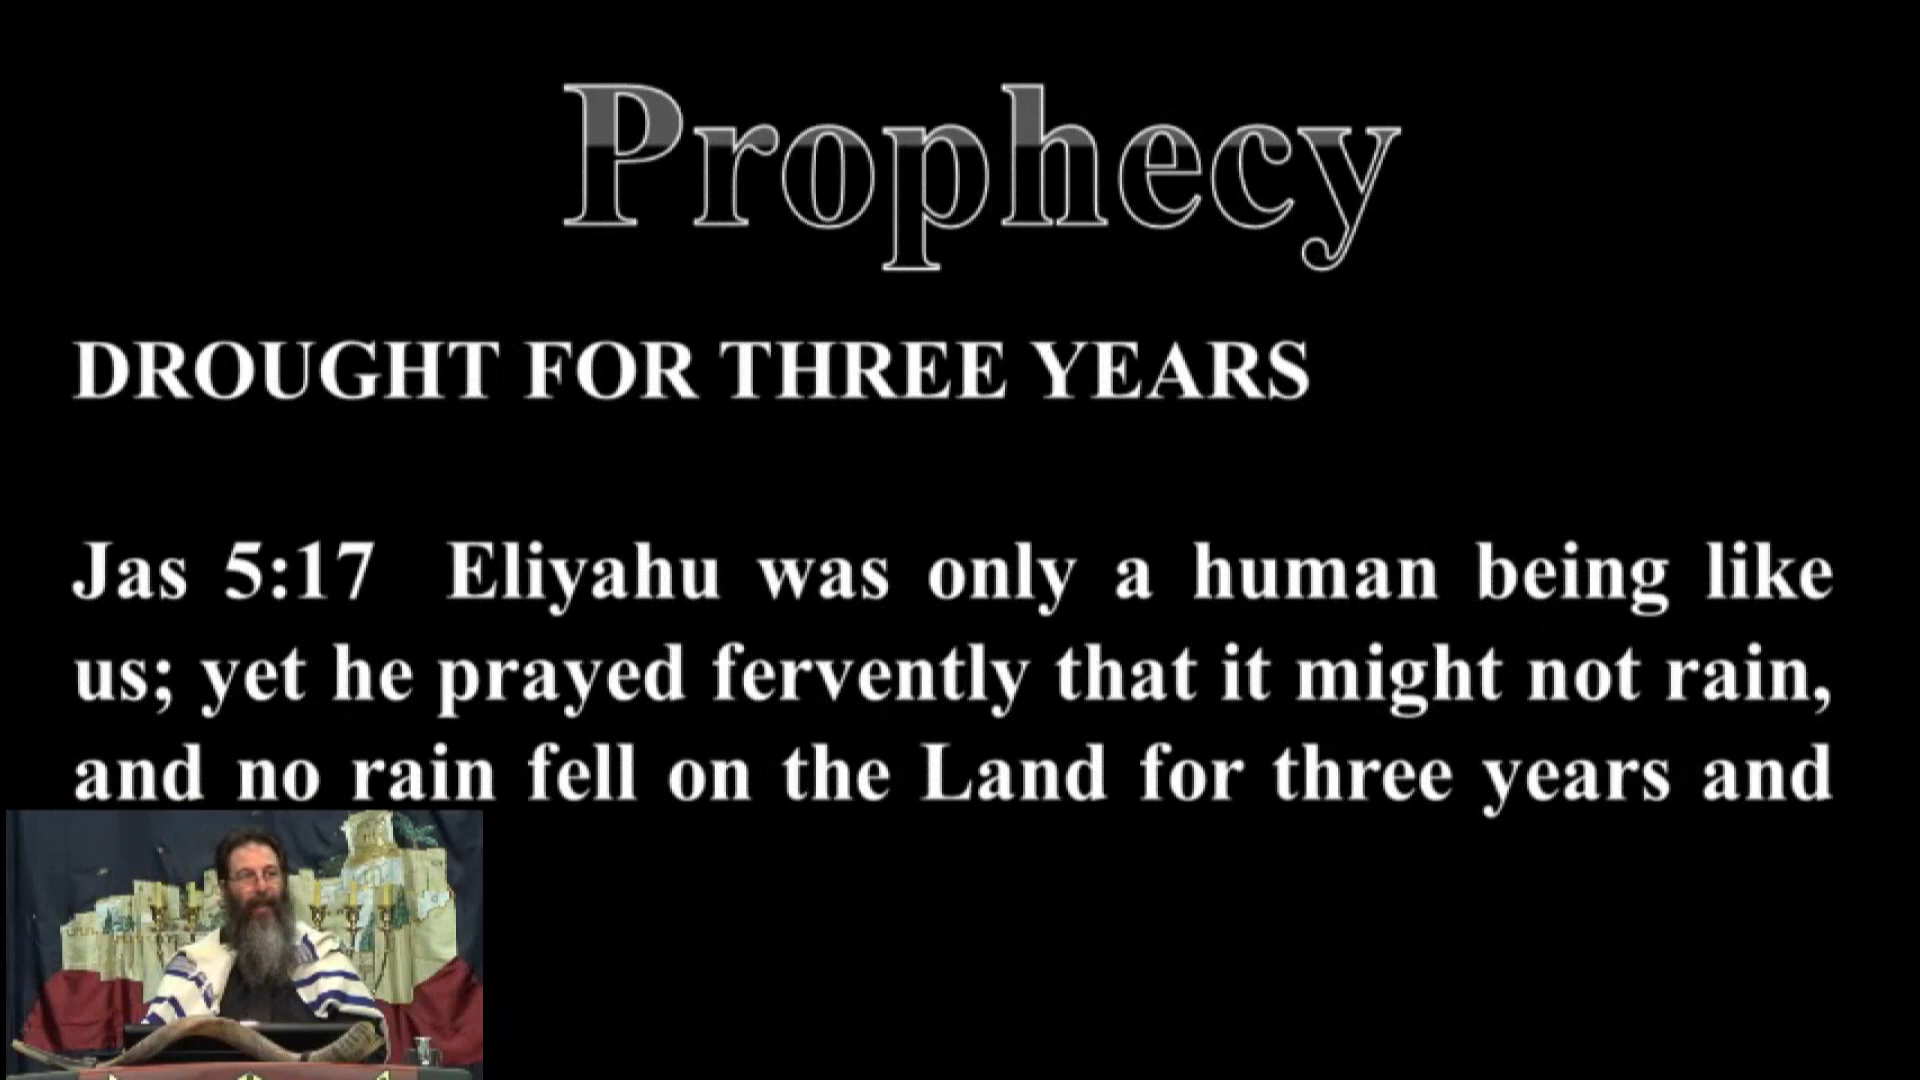 Prophecy
DROUGHT FOR THREE YEARS
Jas 5:17 Eliyahu was only a human being like
us; yet he prayed fervently that it might not rain,
and no rain fell on the Land for three years and